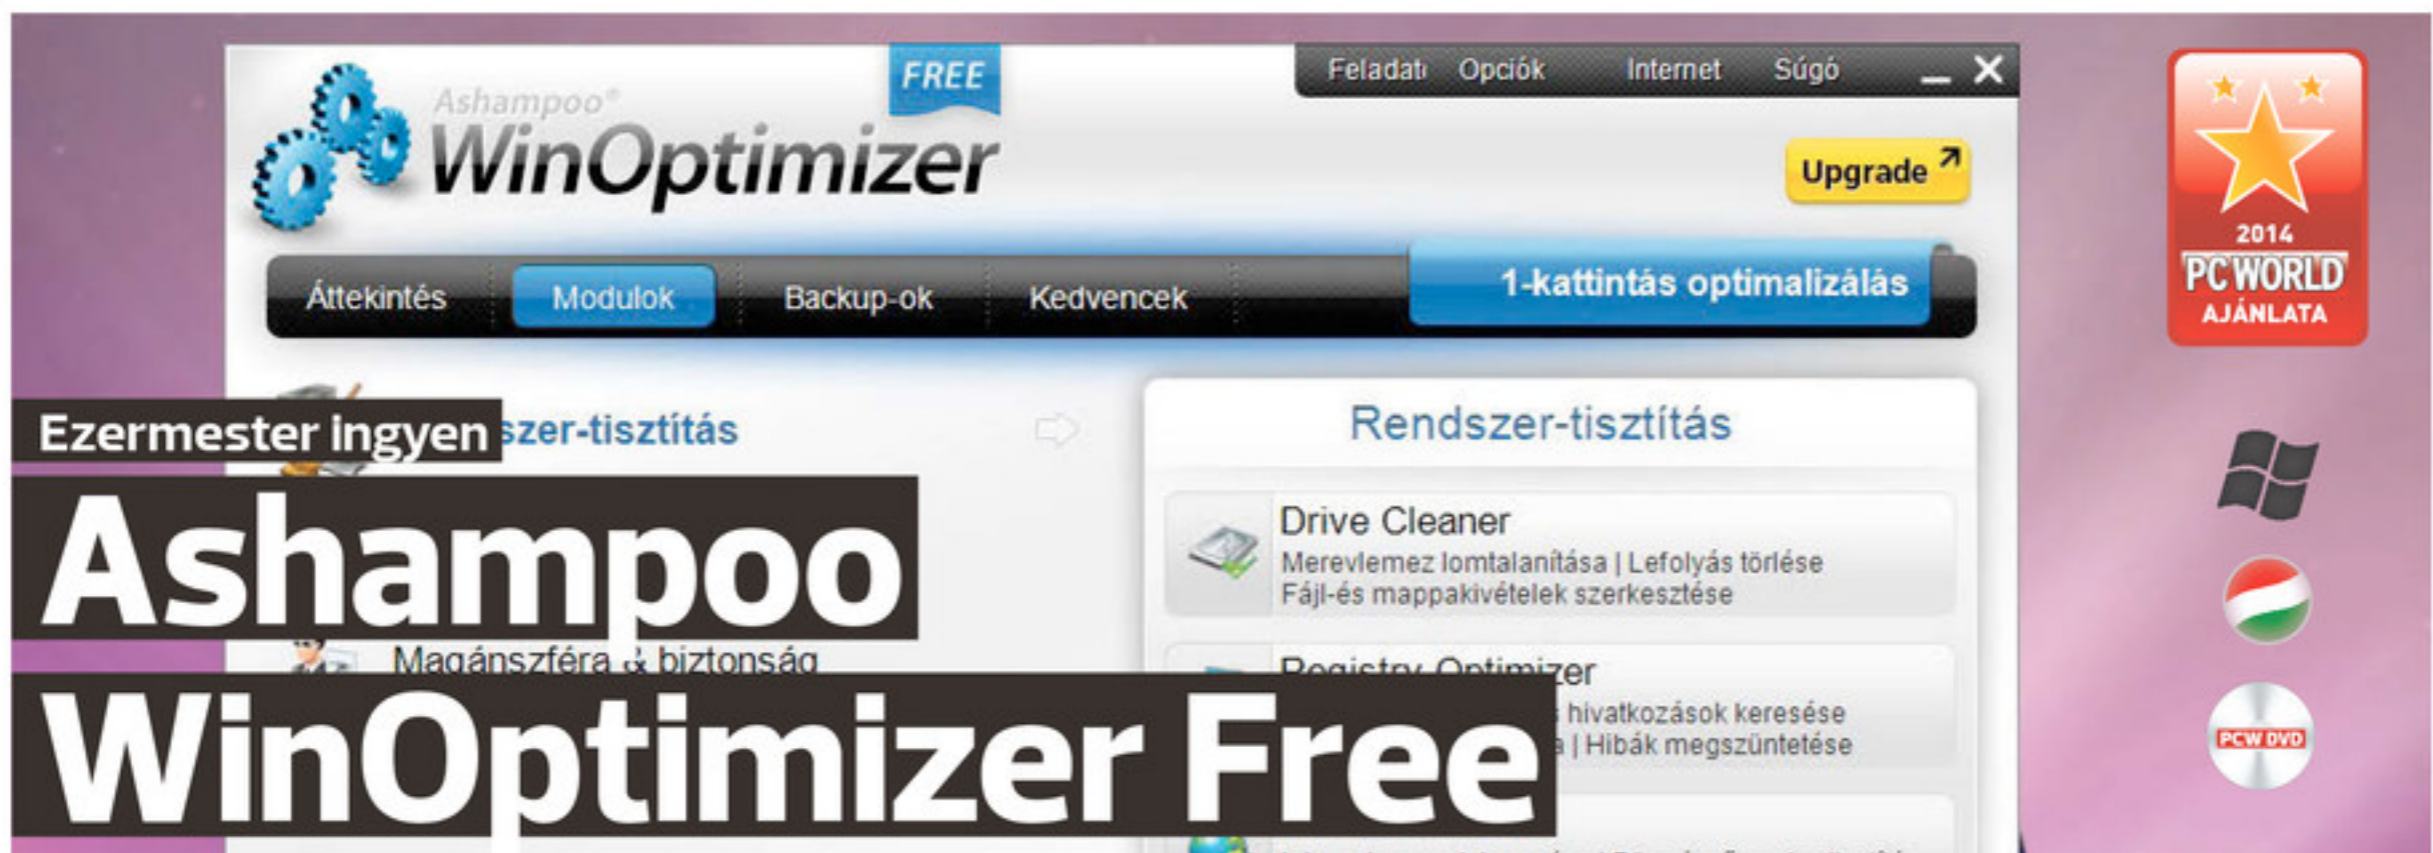 FREE
Feladat Opciók Internet Súgó
Ashampoo®
WinOptimizer
Upgrade
2014
PC WORLD
AJÁNLATA
Áttekintés Modulok Backup-ok Kedvencek 1-kattintás optimalizálás
Ezermester ingyen
szer-tisztítás
Rendszer-tisztítás
Ashampoo
WinOptimizer Free
Magánszféra & biztonság
Drive Cleaner
Merevlemez lomtalanítása | Lefolyás törlése
Fájl-és mappakivételek szerkesztése
Registry Optimizer
hivatkozások keresése
a | Hibák megszüntetése
PCW DVD